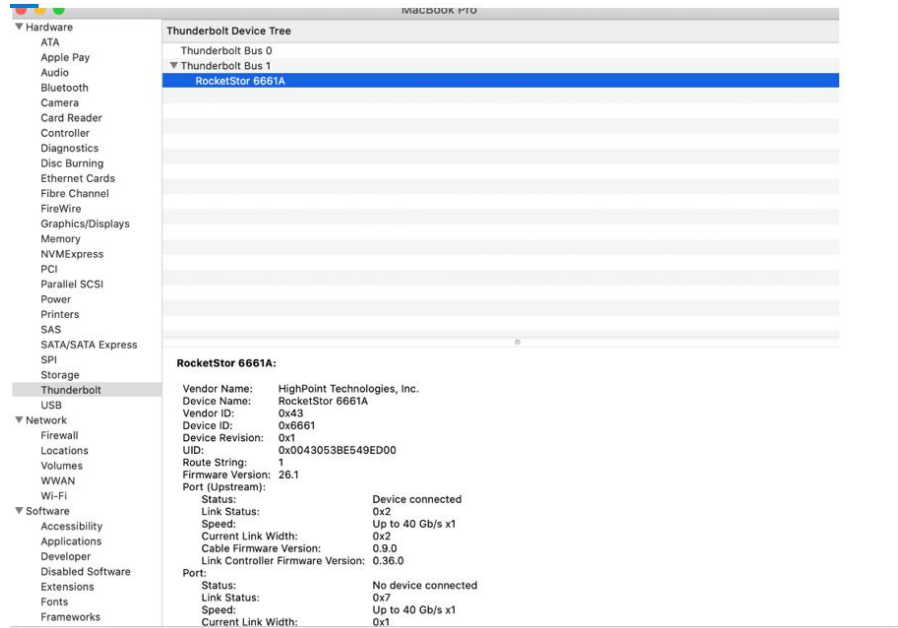 MacBook Pro
Hardware
ATA
Apple Pay
Audio
Bluetooth
Camera
Card Reader
Controller
Diagnostics
Disc Burning
Ethernet Cards
Fibre Channel
FireWire
Graphics/Displays
Memory
NVMExpress
PCI
Parallel SCSI
Power
Printers
SAS
SATA/SATA Express
SPI
Storage
Thunderbolt
USB
Network
Firewall
Locations
Volumes
WWAN
Wi-Fi
Software
Accessibility
Applications
Developer
Disabled Software
Extensions
Fonts
Frameworks
Thunderbolt Device Tree
Thunderbolt Bus 0
Thunderbolt Bus 1
RocketStor 6661A
RocketStor 6661A:
Vendor Name: HighPoint Technologies, Inc.
Device Name: RocketStor 6661A
Vendor ID: 0x43
Device ID: 0x6661
Device Revision: 0x1
UID: 0x0043053BE549ED00
Route String: 1
Firmware Version: 26.1
Port (Upstream):
Status: Device connected
Link Status: 0x2
Speed: Up to 40 Gb/s x1
Current Link Width: 0x2
Cable Firmware Version: 0.9.0
Link Controller Firmware Version: 0.36.0
Port:
Status: No device connected
Link Status: 0x7
Speed: Up to 40 Gb/s x1
Current Link Width: 0x1